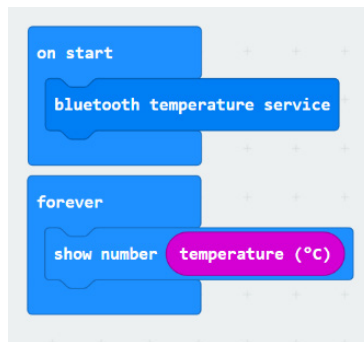 on start
bluetooth temperature service
forever
show number temperature (°C)